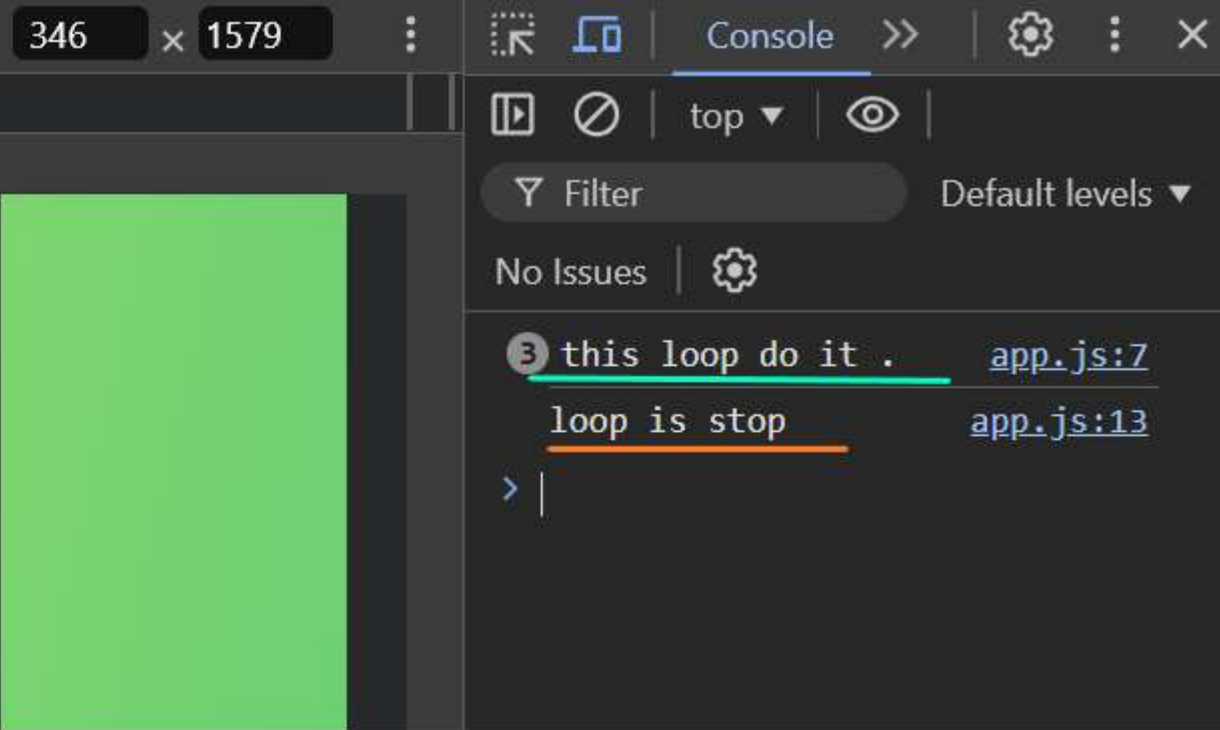 346 × 1579
Console
top
Filter
Default levels
No Issues
3 this loop do it . app.js:7
loop is stop app.js:13